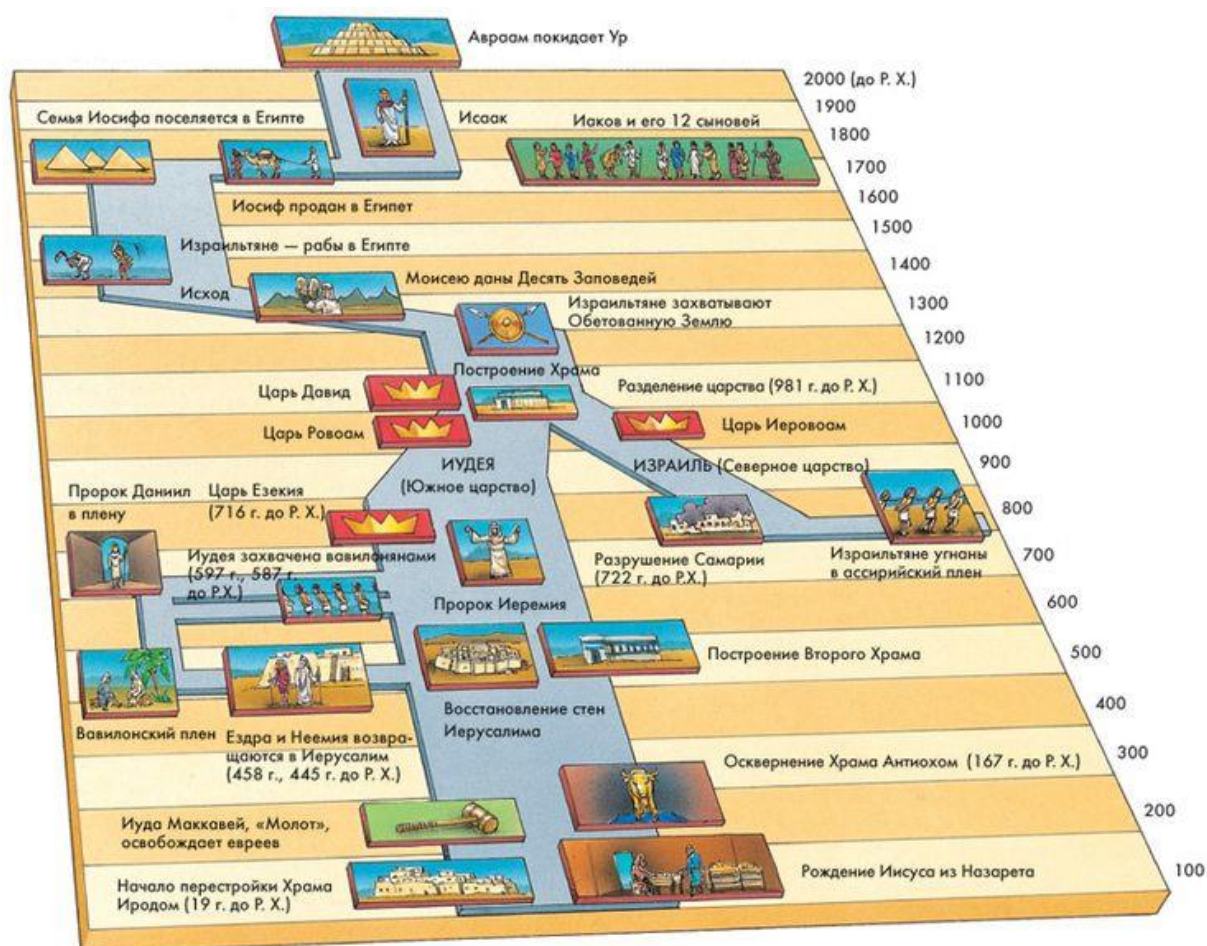 Авраам покидает Ур
2000 (до Р. Х.)
1900
Семья Иосифа поселяется в Египте
Исаак
Иаков и его 12 сыновей
1800
1700
1600
Иосиф продан в Египет
1500
Израильтяне — рабы в Египте
1400
Моисею даны Десять Заповедей
Исход
1300
Израильтяне захватывают
Обетованную Землю
1200
Построение Храма
1100
Царь Давид
Разделение царства (981 г. до Р. Х.)
1000
Царь Ровоам
Царь Иеровоам
900
ИУДЕЯ
(Южное царство)
ИЗРАИЛЬ (Северное царство)
Пророк Даниил
в плену
Царь Езекия
(716 г. до Р. Х.)
800
Иудея захвачена вавилонянами
(597 г., 587 г.
до Р.Х.)
Разрушение Самарии
(722 г. до Р.Х.)
Израильтяне угнаны
в ассирийский плен
700
Пророк Иеремия
600
Построение Второго Храма
500
Восстановление стен
Иерусалима
400
Вавилонский плен
Ездра и Неемия возвра-
щаются в Иерусалим
(458 г., 445 г. до Р. Х.)
300
Осквернение Храма Антиохом (167 г. до Р. Х.)
200
Иуда Маккавей, «Молот»,
освобождает евреев
Рождение Иисуса из Назарета
100
Начало перестройки Храма
Иродом (19 г. до Р. Х.)